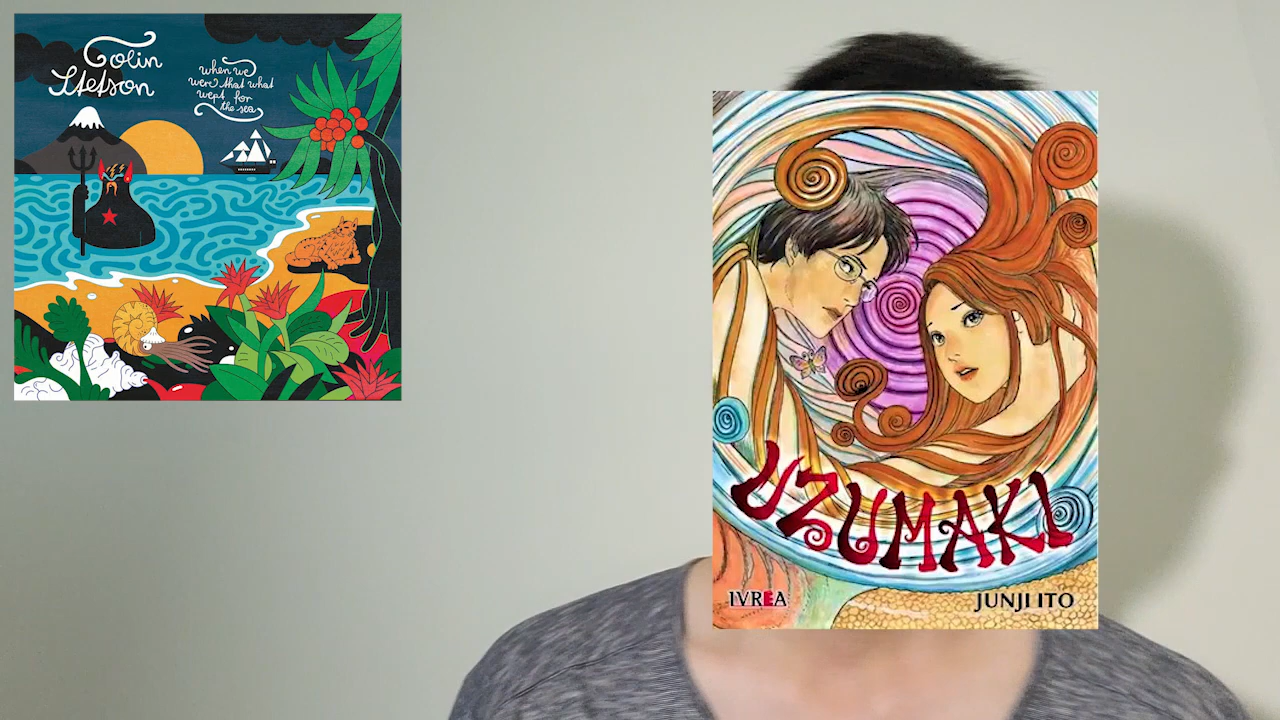 Colin
Stetson
when we
were that what
wept for
the sea
UZUMAKI
IVREA
JUNJI ITO